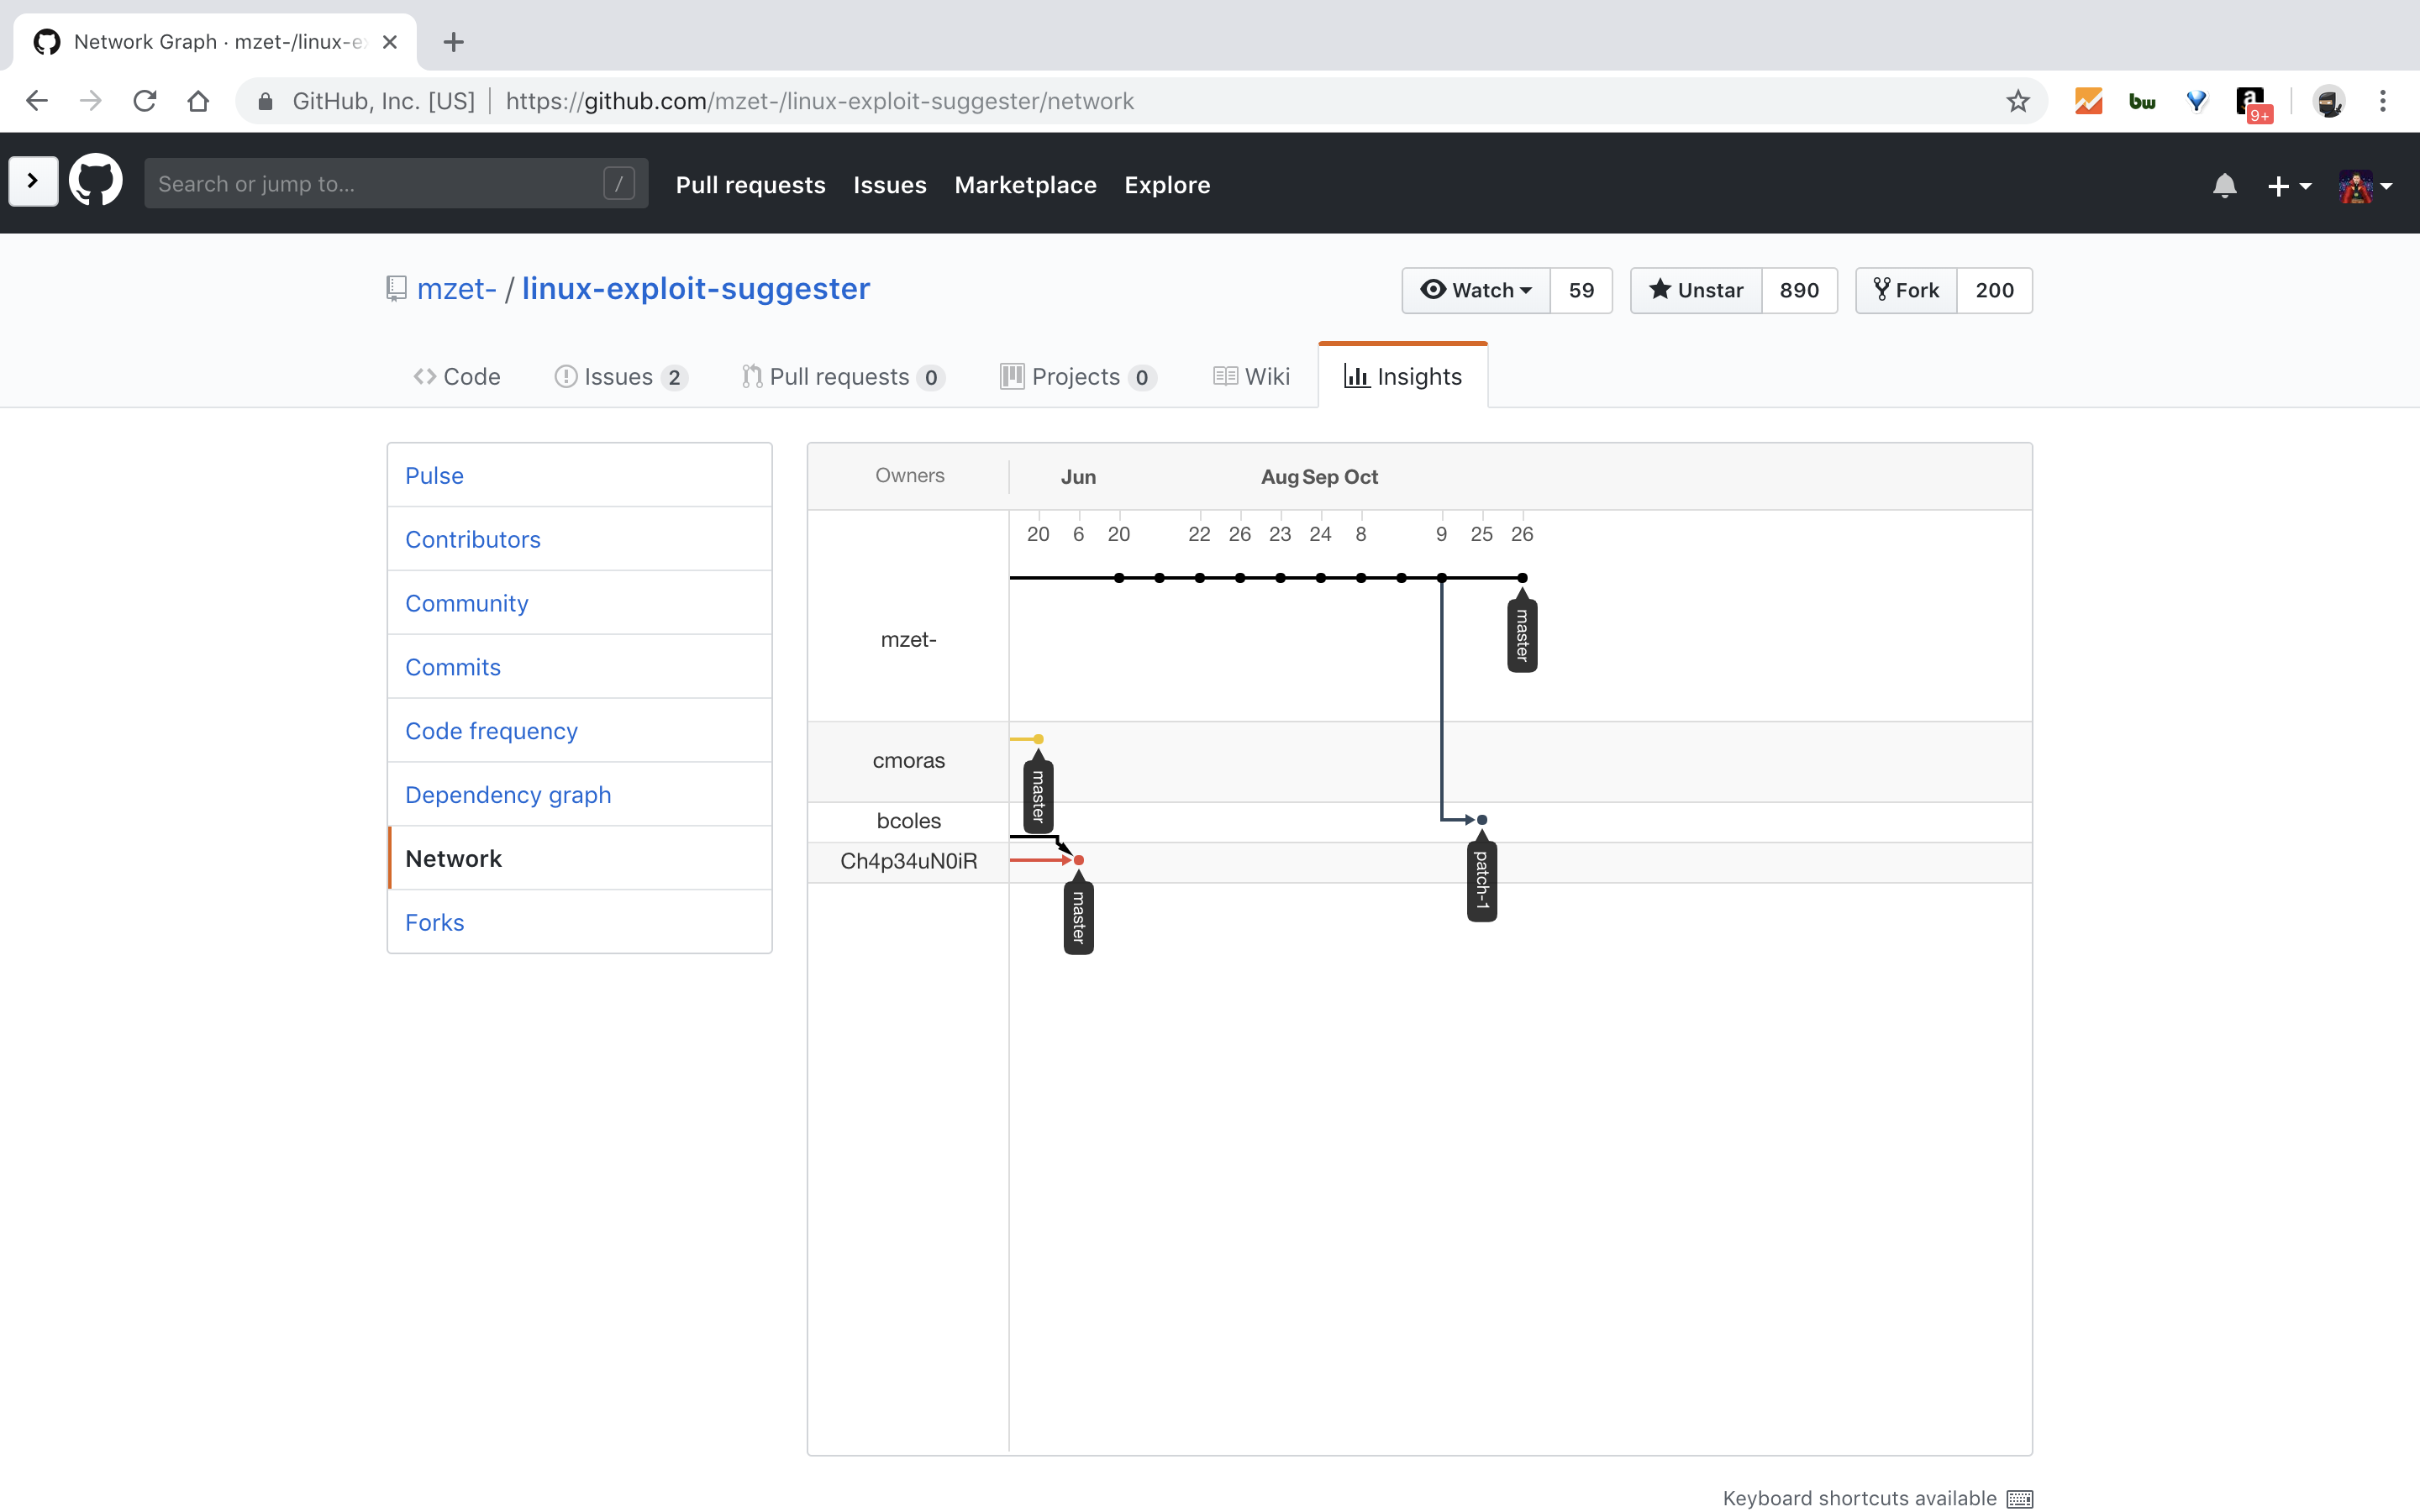 Network Graph · mzet-/linux-e
GitHub, Inc. [US] https://github.com/mzet-/linux-exploit-suggester/network
bw
a
9+
Search or jump to...
/
Pull requests Issues Marketplace Explore
mzet- / linux-exploit-suggester
Watch 59
Unstar 890
Fork 200
Code
Issues 2
Pull requests 0
Projects 0
Wiki
Insights
Pulse
Contributors
Community
Commits
Code frequency
Dependency graph
Network
Forks
Owners Jun Aug Sep Oct
20 6 20 22 26 23 24 8 9 25 26
mzet-
master
cmoras
master
bcoles
patch-1
Ch4p34uN0iR
master
Keyboard shortcuts available